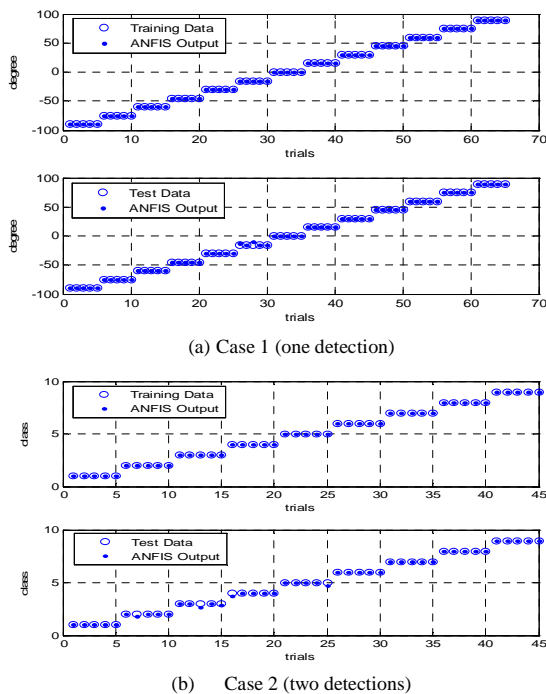 100
50
0
-50
-100
degree
Training Data
ANFIS Output
0 10 20 30 40 50 60 70
trials
100
50
0
-50
-100
degree
Test Data
ANFIS Output
0 10 20 30 40 50 60 70
trials
(a) Case 1 (one detection)
10
5
0
class
Training Data
ANFIS Output
0 5 10 15 20 25 30 35 40 45
trials
10
5
0
class
Test Data
ANFIS Output
0 5 10 15 20 25 30 35 40 45
trials
(b) Case 2 (two detections)